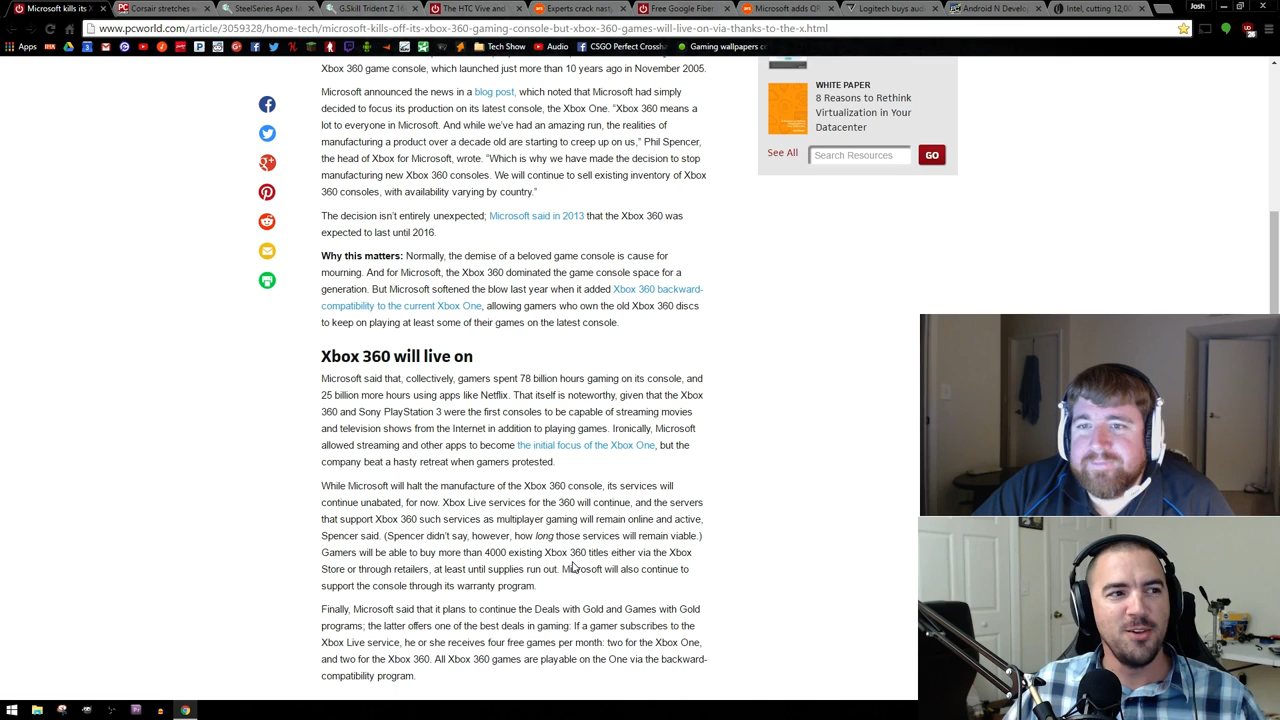 Microsoft kills its
Corsair stretches w
SteelSeries Apex M
G.Skill Trident Z 16
The HTC Vive and
Experts crack nasty
Free Google Fiber
Microsoft adds QR
Logitech buys audi
Android N Develo
Intel, cutting 12,00
Josh
www.pcworld.com/article/3059328/home-tech/microsoft-kills-off-its-xbox-360-gaming-console-but-xbox-360-games-will-live-on-via-thanks-to-the-x.html
Apps
Tech Show
Audio
CSGO Perfect Crossha
Gaming wallpapers c
Xbox 360 game console, which launched just more than 10 years ago in November 2005.
Microsoft announced the news in a blog post, which noted that Microsoft had simply
decided to focus its production on its latest console, the Xbox One. “Xbox 360 means a
lot to everyone in Microsoft. And while we’ve had an amazing run, the realities of
manufacturing a product over a decade old are starting to creep up on us,” Phil Spencer,
the head of Xbox for Microsoft, wrote. “Which is why we have made the decision to stop
manufacturing new Xbox 360 consoles. We will continue to sell existing inventory of Xbox
360 consoles, with availability varying by country.”
The decision isn’t entirely unexpected; Microsoft said in 2013 that the Xbox 360 was
expected to last until 2016.
Why this matters: Normally, the demise of a beloved game console is cause for
mourning. And for Microsoft, the Xbox 360 dominated the game console space for a
generation. But Microsoft softened the blow last year when it added Xbox 360 backward-
compatibility to the current Xbox One, allowing gamers who own the old Xbox 360 discs
to keep on playing at least some of their games on the latest console.
Xbox 360 will live on
Microsoft said that, collectively, gamers spent 78 billion hours gaming on its console, and
25 billion more hours using apps like Netflix. That itself is noteworthy, given that the Xbox
360 and Sony PlayStation 3 were the first consoles to be capable of streaming movies
and television shows from the Internet in addition to playing games. Ironically, Microsoft
allowed streaming and other apps to become the initial focus of the Xbox One, but the
company beat a hasty retreat when gamers protested.
While Microsoft will halt the manufacture of the Xbox 360 console, its services will
continue unabated, for now. Xbox Live services for the 360 will continue, and the servers
that support Xbox 360 such services as multiplayer gaming will remain online and active,
Spencer said. (Spencer didn’t say, however, how long those services will remain viable.)
Gamers will be able to buy more than 4000 existing Xbox 360 titles either via the Xbox
Store or through retailers, at least until supplies run out. Microsoft will also continue to
support the console through its warranty program.
Finally, Microsoft said that it plans to continue the Deals with Gold and Games with Gold
programs; the latter offers one of the best deals in gaming: If a gamer subscribes to the
Xbox Live service, he or she receives four free games per month: two for the Xbox One,
and two for the Xbox 360. All Xbox 360 games are playable on the One via the backward-
compatibility program.
WHITE PAPER
8 Reasons to Rethink
Virtualization in Your
Datacenter
See All
Search Resources
GO